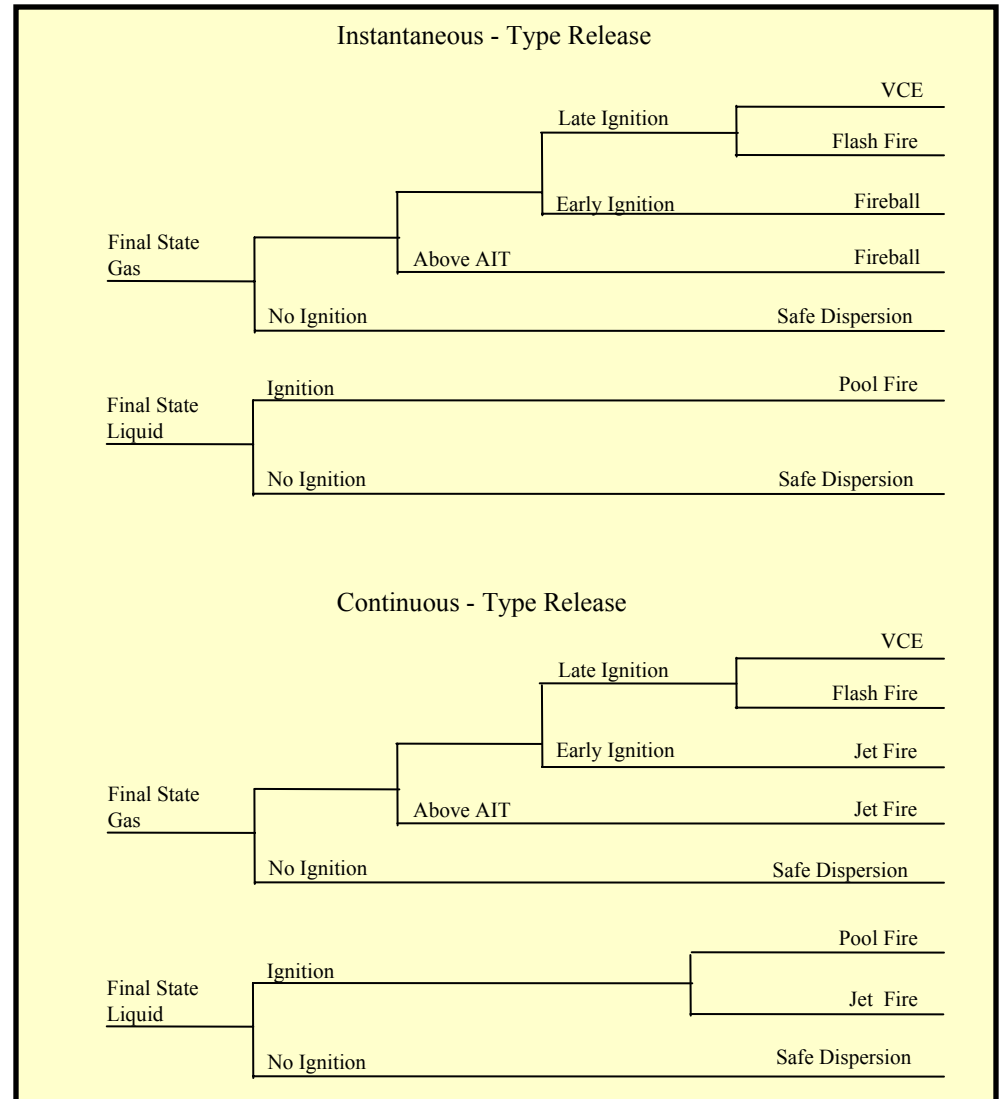 Instantaneous - Type Release
VCE
Late Ignition
Flash Fire
Early Ignition
Fireball
Final State
Gas
Above AIT
Fireball
No Ignition
Safe Dispersion
Ignition
Pool Fire
Final State
Liquid
No Ignition
Safe Dispersion
Continuous - Type Release
VCE
Late Ignition
Flash Fire
Early Ignition
Jet Fire
Final State
Gas
Above AIT
Jet Fire
No Ignition
Safe Dispersion
Pool Fire
Ignition
Final State
Liquid
Jet Fire
No Ignition
Safe Dispersion